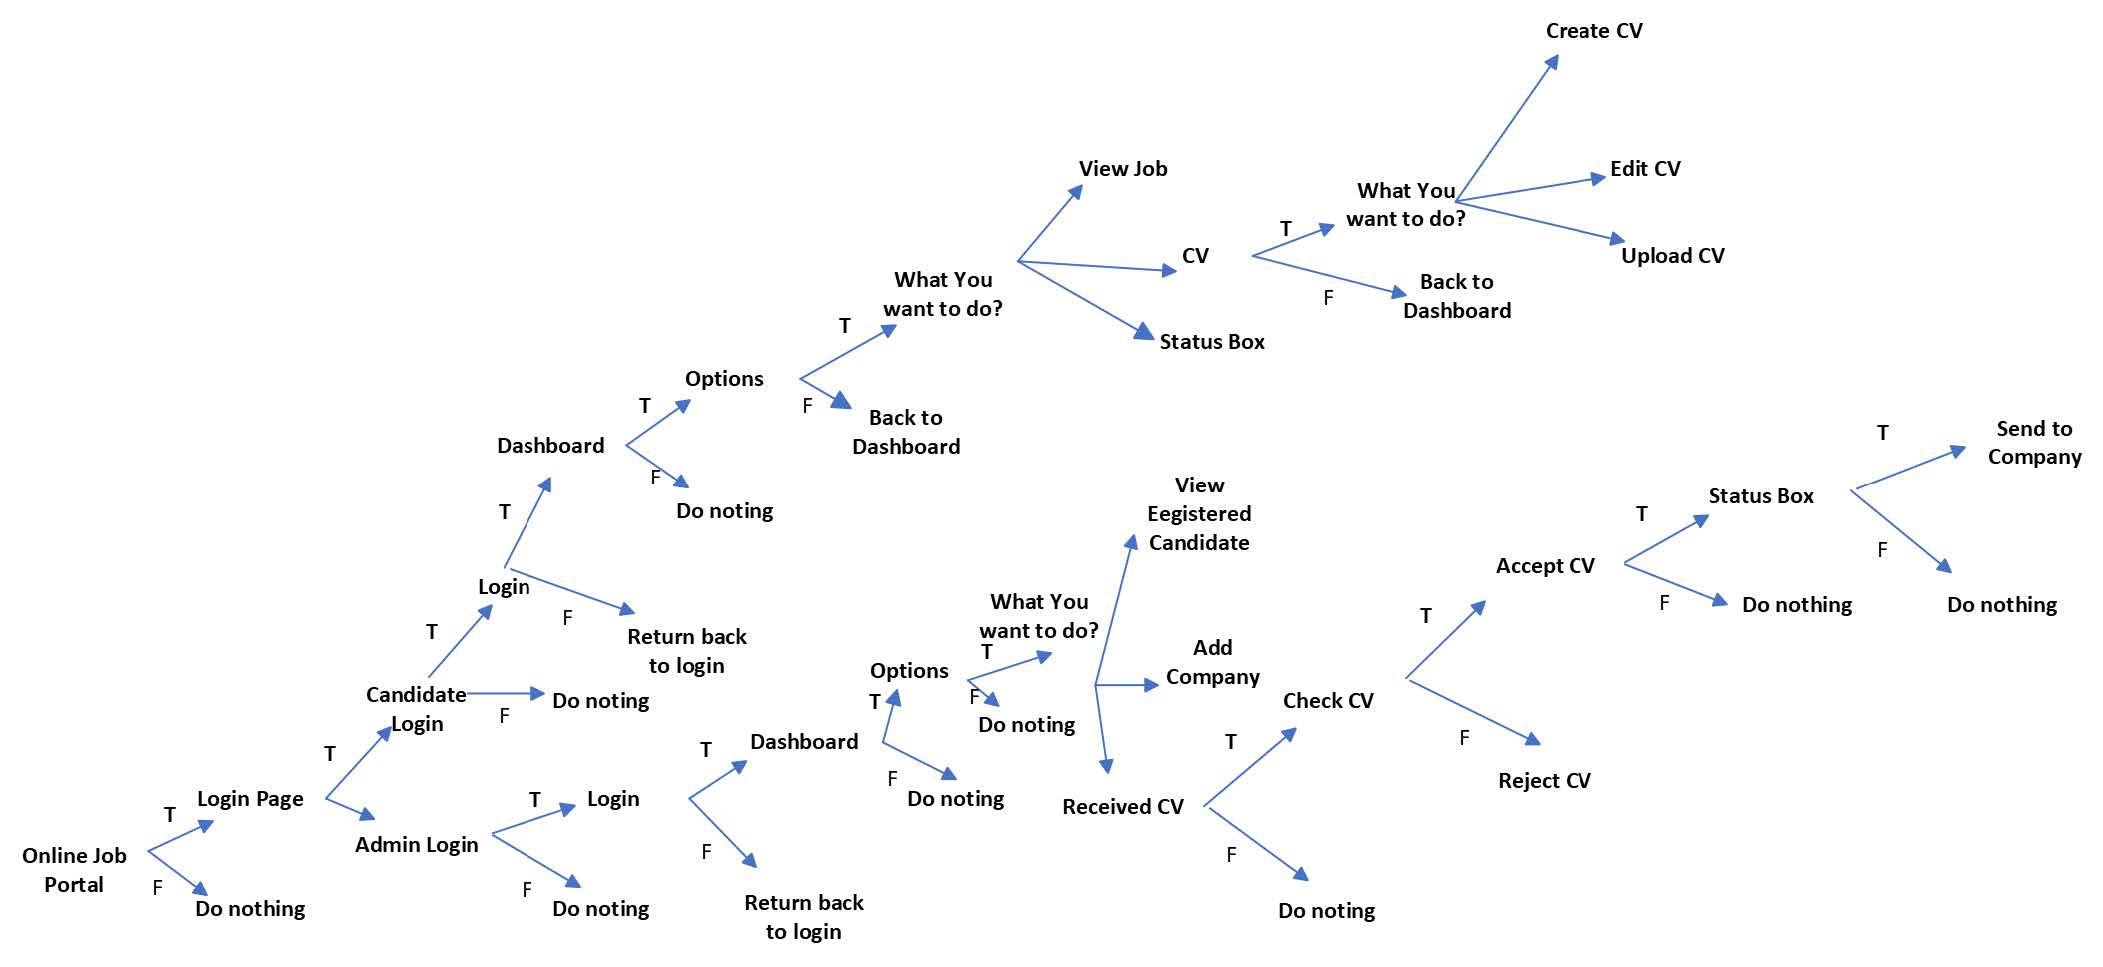 Create CV
View Job
Edit CV
What You
want to do?
T
CV
Upload CV
What You
want to do?
Back to
Dashboard
F
T
Status Box
Options
T
F
Back to
Dashboard
Dashboard
F
Do noting
T
Send to
Company
T
View
Eegistered
Candidate
Status Box
T
F
Accept CV
Do nothing
F
Do nothing
Login
T
F
Return back
to login
What You
want to do?
T
Options
T
F
Do noting
Add
Company
T
Check CV
F
Reject CV
Candidate
Login
F
Do noting
T
Dashboard
T
F
Do noting
T
Received CV
T
F
Do noting
Login Page
T
Login
T
F
Return back
to login
Admin Login
F
Do noting
Online Job
Portal
F
Do nothing